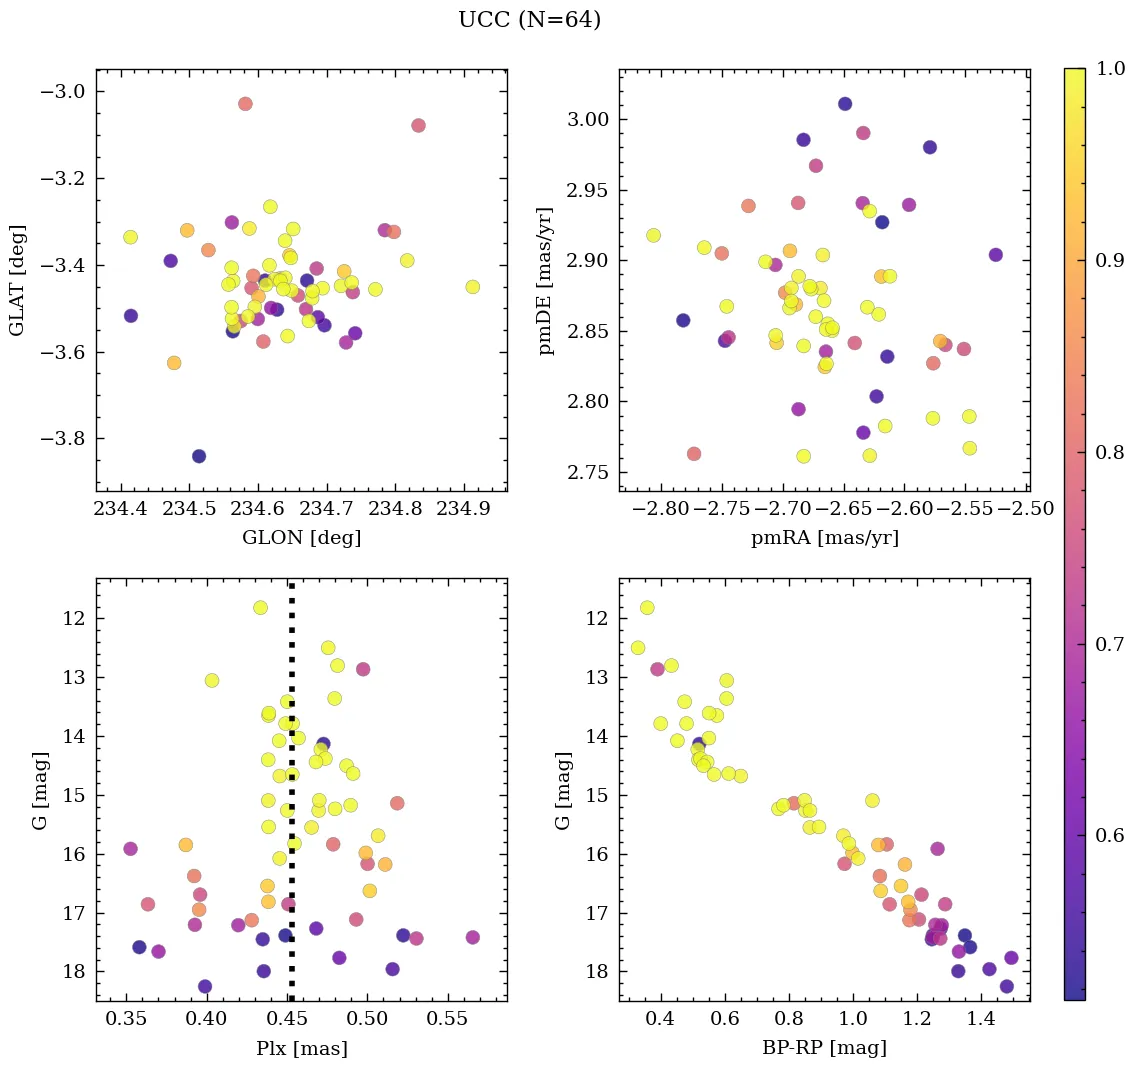 UCC (N=64)
−3.0
−3.2
−3.4
−3.6
−3.8
GLAT [deg]
234.4 234.5 234.6 234.7 234.8 234.9
GLON [deg]
3.00
2.95
2.90
2.85
2.80
2.75
pmDE [mas/yr]
−2.80 −2.75 −2.70 −2.65 −2.60 −2.55 −2.50
pmRA [mas/yr]
12
13
14
15
16
17
18
G [mag]
0.35 0.40 0.45 0.50 0.55
Plx [mas]
12
13
14
15
16
17
18
G [mag]
0.4 0.6 0.8 1.0 1.2 1.4
BP-RP [mag]
1.0
0.9
0.8
0.7
0.6